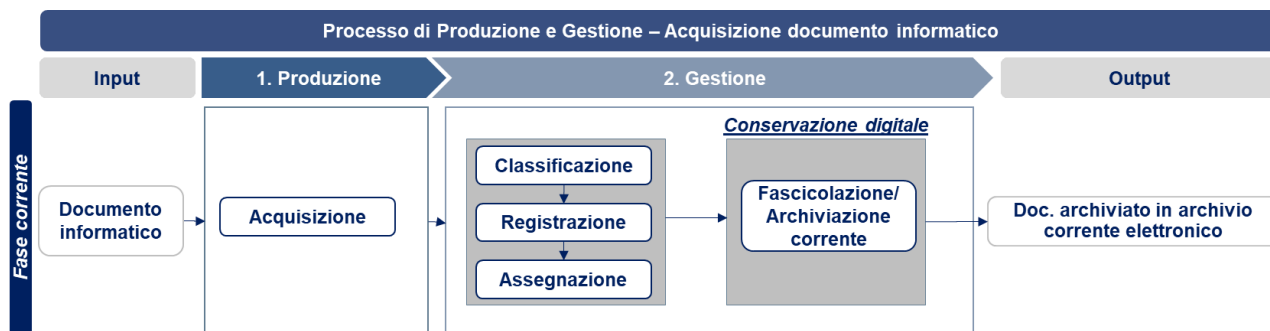 Processo di Produzione e Gestione – Acquisizione documento informatico
Input
1. Produzione
2. Gestione
Output
Fase corrente
Documento
informatico
Acquisizione
Classificazione
Registrazione
Assegnazione
Conservazione digitale
Fascicolazione/
Archiviazione
corrente
Doc. archiviato in archivio
corrente elettronico